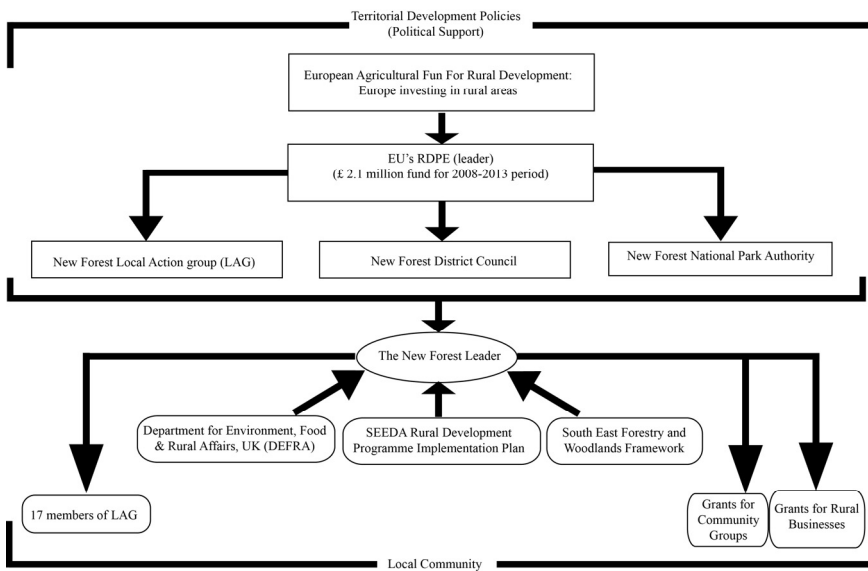 Territorial Development Policies
(Political Support)
European Agricultural Fun For Rural Development:
Europe investing in rural areas
EU's RDPE (leader)
(£ 2.1 million fund for 2008-2013 period)
New Forest Local Action group (LAG)
New Forest District Council
New Forest National Park Authority
The New Forest Leader
Department for Environment, Food
& Rural Affairs, UK (DEFRA)
SEEDA Rural Development
Programme Implementation Plan
South East Forestry and
Woodlands Framework
17 members of LAG
Grants for
Community
Groups
Grants for Rural
Businesses
Local Community